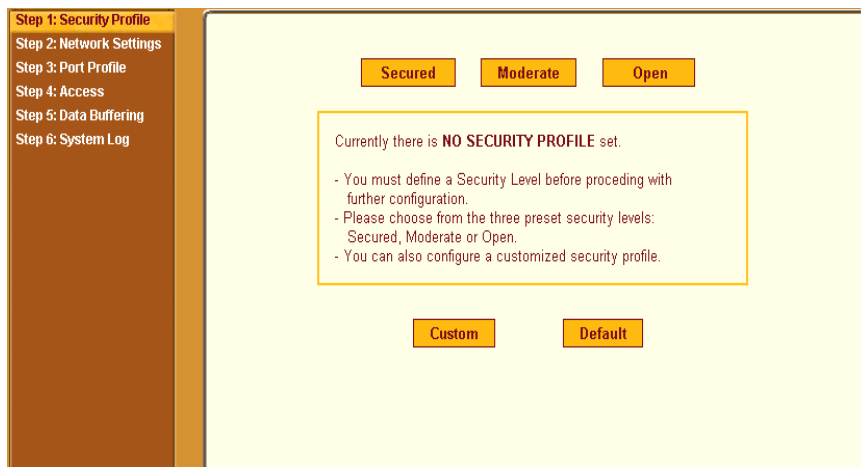 Step 1: Security Profile
Step 2: Network Settings
Step 3: Port Profile
Step 4: Access
Step 5: Data Buffering
Step 6: System Log
Secured
Moderate
Open
Currently there is NO SECURITY PROFILE set.
- You must define a Security Level before proceding with
further configuration.
- Please choose from the three preset security levels:
Secured, Moderate or Open.
- You can also configure a customized security profile.
Custom
Default